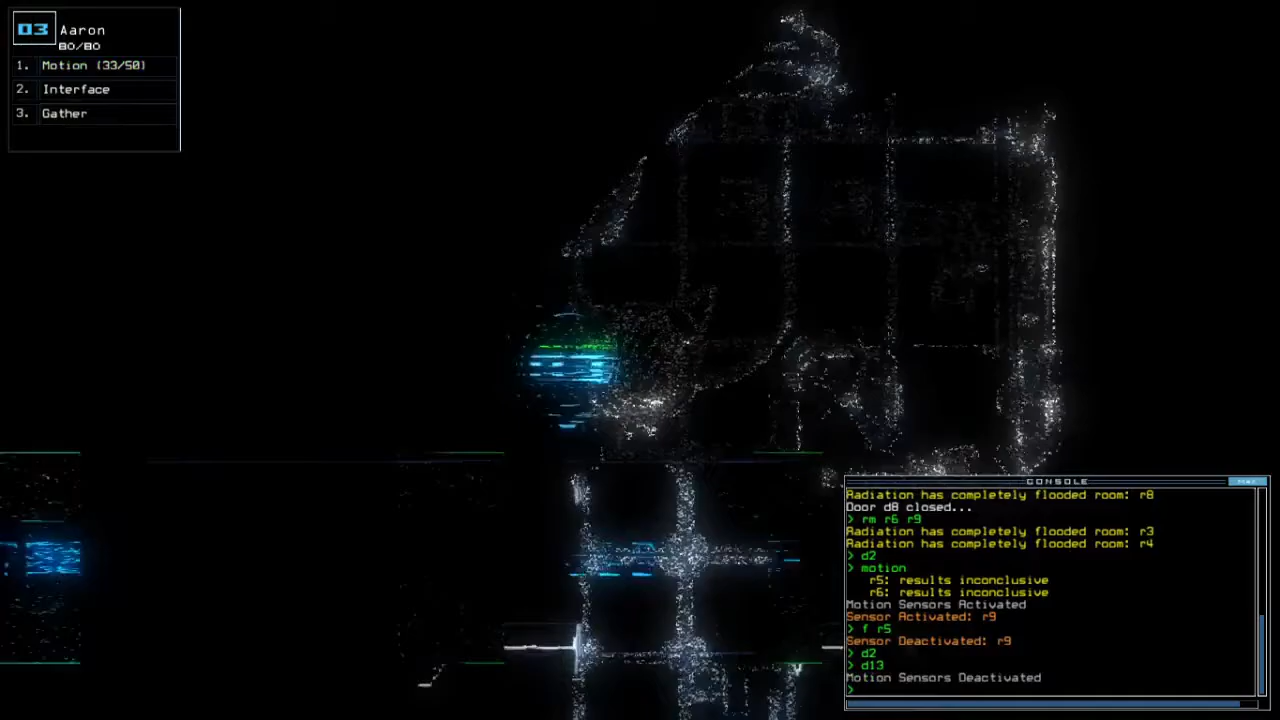 03 Aaron
80/80
1. Motion (33/50)
2. Interface
3. Gather
CONSOLE
Radiation has completely flooded room: r8
Door d8 closed...
> rm r6 r9
Radiation has completely flooded room: r3
Radiation has completely flooded room: r4
> d2
> motion
r5: results inconclusive
r6: results inconclusive
Motion Sensors Activated
Sensor Activated: r9
> f r5
Sensor Deactivated: r9
> d2
> d13
Motion Sensors Deactivated
>